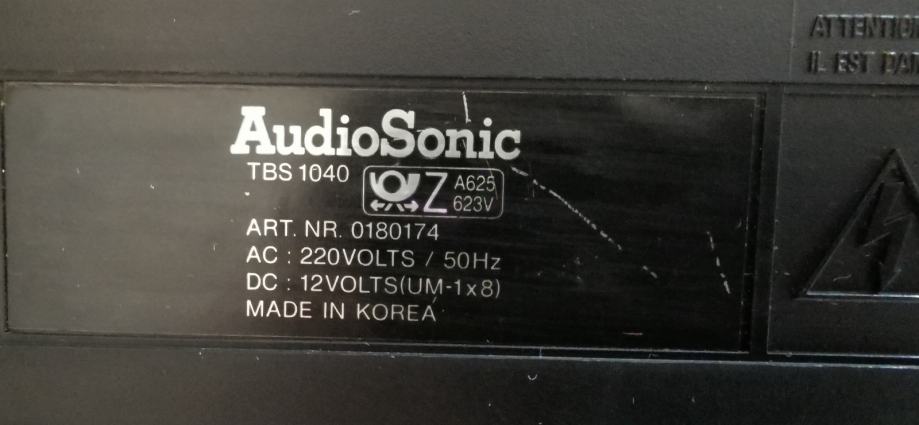 ATTENTION
IL EST
AudioSonic
TBS 1040
Z A625
623V
ART. NR. 0180174
AC : 220VOLTS / 50Hz
DC : 12VOLTS(UM-1x8)
MADE IN KOREA